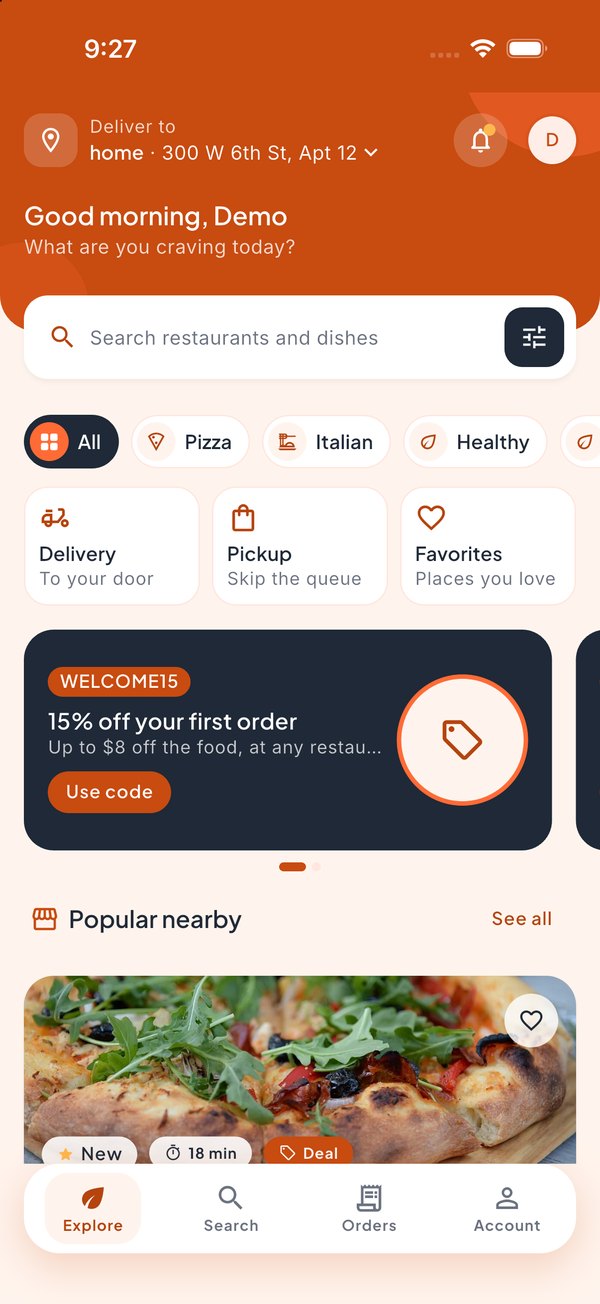 9:27
Deliver to
home · 300 W 6th St, Apt 12
D
Good morning, Demo
What are you craving today?
Search restaurants and dishes
All
Pizza
Italian
Healthy
Delivery
To your door
Pickup
Skip the queue
Favorites
Places you love
WELCOME15
15% off your first order
Up to $8 off the food, at any restau...
Use code
Popular nearby
See all
New
18 min
Deal
Explore
Search
Orders
Account